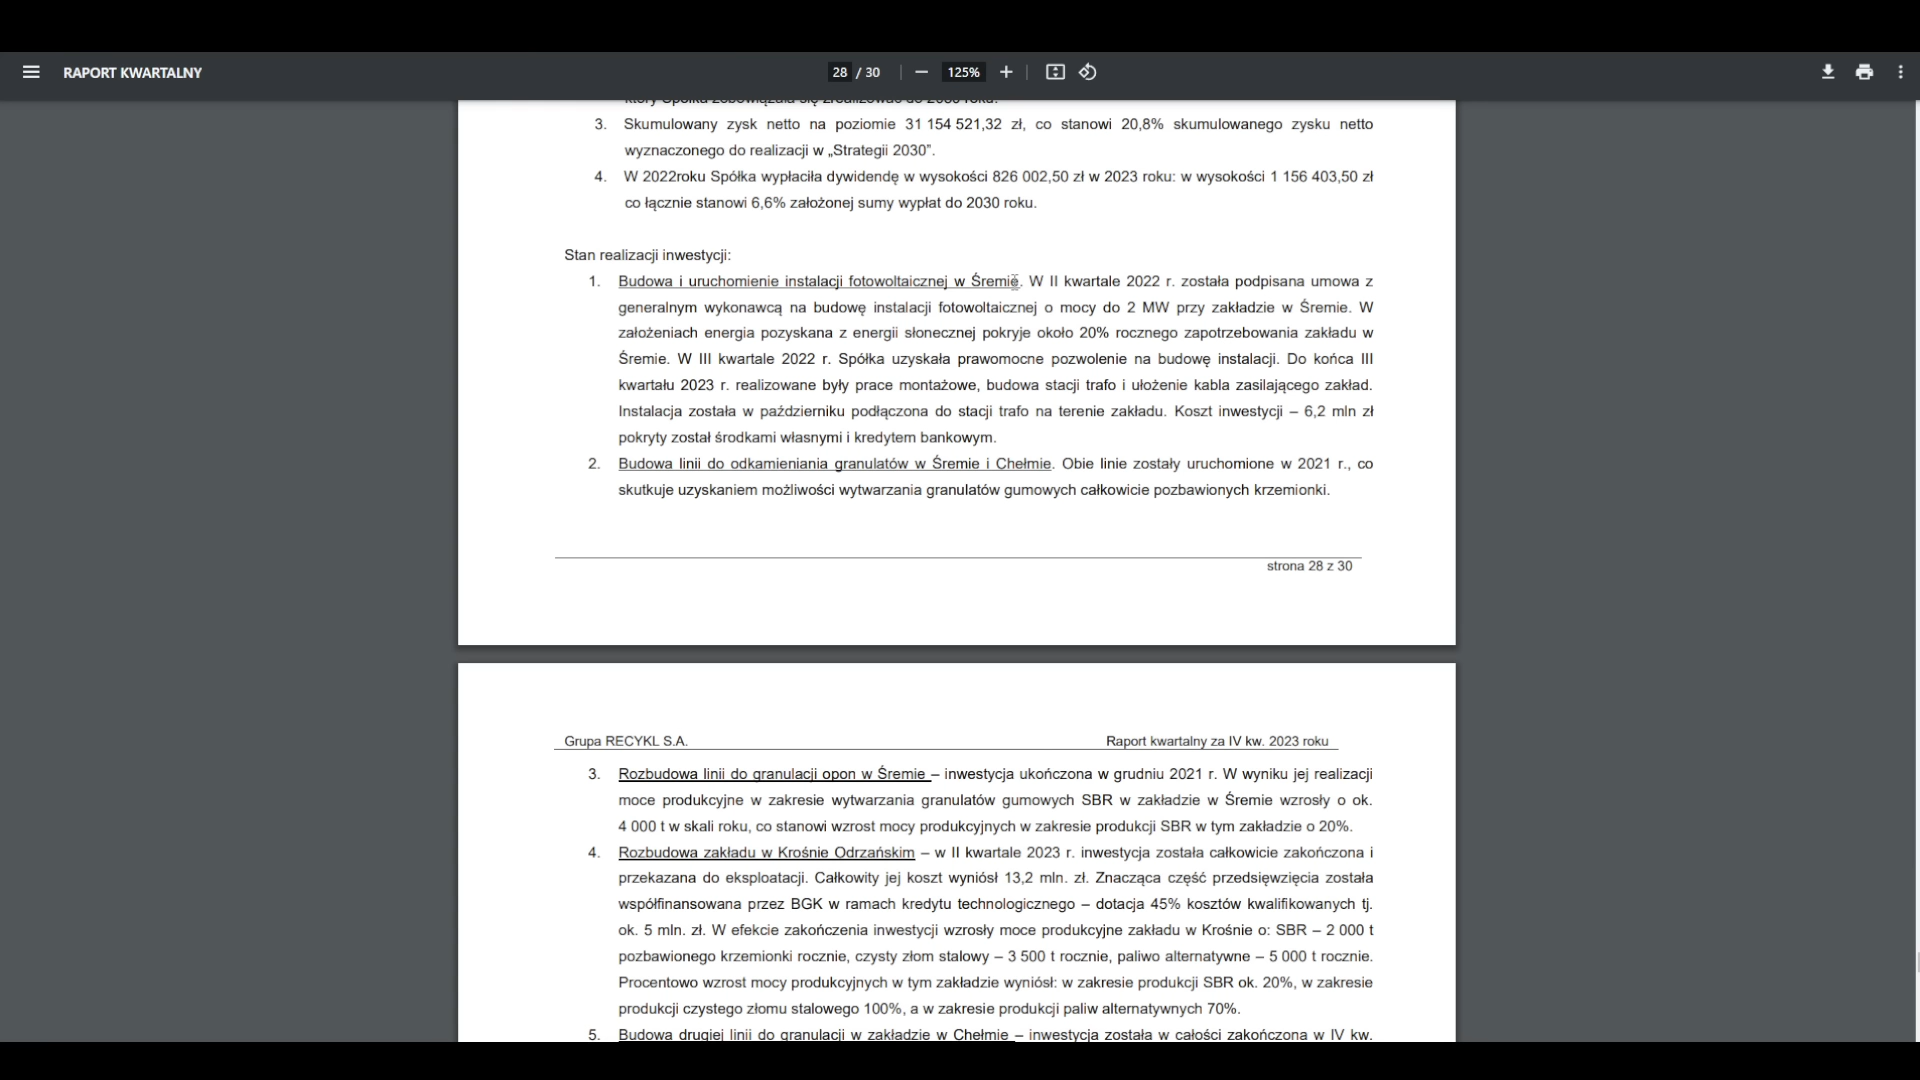 RAPORT KWARTALNY
28 / 30
125%
który Spółka zobowiązała się zrealizować do 2030 roku.
3. Skumulowany zysk netto na poziomie 31 154 521,32 zł, co stanowi 20,8% skumulowanego zysku netto
wyznaczonego do realizacji w „Strategii 2030”.
4. W 2022roku Spółka wypłaciła dywidendę w wysokości 826 002,50 zł w 2023 roku: w wysokości 1 156 403,50 zł
co łącznie stanowi 6,6% założonej sumy wypłat do 2030 roku.
Stan realizacji inwestycji:
1. Budowa i uruchomienie instalacji fotowoltaicznej w Śremie. W II kwartale 2022 r. została podpisana umowa z
generalnym wykonawcą na budowę instalacji fotowoltaicznej o mocy do 2 MW przy zakładzie w Śremie. W
założeniach energia pozyskana z energii słonecznej pokryje około 20% rocznego zapotrzebowania zakładu w
Śremie. W III kwartale 2022 r. Spółka uzyskała prawomocne pozwolenie na budowę instalacji. Do końca III
kwartału 2023 r. realizowane były prace montażowe, budowa stacji trafo i ułożenie kabla zasilającego zakład.
Instalacja została w październiku podłączona do stacji trafo na terenie zakładu. Koszt inwestycji – 6,2 mln zł
pokryty został środkami własnymi i kredytem bankowym.
2. Budowa linii do odkamieniania granulatów w Śremie i Chełmie. Obie linie zostały uruchomione w 2021 r., co
skutkuje uzyskaniem możliwości wytwarzania granulatów gumowych całkowicie pozbawionych krzemionki.
strona 28 z 30
Grupa RECYKL S.A. Raport kwartalny za IV kw. 2023 roku
3. Rozbudowa linii do granulacji opon w Śremie – inwestycja ukończona w grudniu 2021 r. W wyniku jej realizacji
moce produkcyjne w zakresie wytwarzania granulatów gumowych SBR w zakładzie w Śremie wzrosły o ok.
4 000 t w skali roku, co stanowi wzrost mocy produkcyjnych w zakresie produkcji SBR w tym zakładzie o 20%.
4. Rozbudowa zakładu w Krośnie Odrzańskim – w II kwartale 2023 r. inwestycja została całkowicie zakończona i
przekazana do eksploatacji. Całkowity jej koszt wyniósł 13,2 mln. zł. Znacząca część przedsięwzięcia została
współfinansowana przez BGK w ramach kredytu technologicznego – dotacja 45% kosztów kwalifikowanych tj.
ok. 5 mln. zł. W efekcie zakończenia inwestycji wzrosły moce produkcyjne zakładu w Krośnie o: SBR – 2 000 t
pozbawionego krzemionki rocznie, czysty złom stalowy – 3 500 t rocznie, paliwo alternatywne – 5 000 t rocznie.
Procentowo wzrost mocy produkcyjnych w tym zakładzie wyniósł: w zakresie produkcji SBR ok. 20%, w zakresie
produkcji czystego złomu stalowego 100%, a w zakresie produkcji paliw alternatywnych 70%.
5. Budowa drugiej linii do granulacji w zakładzie w Chełmie – inwestycja została w całości zakończona w IV kw.